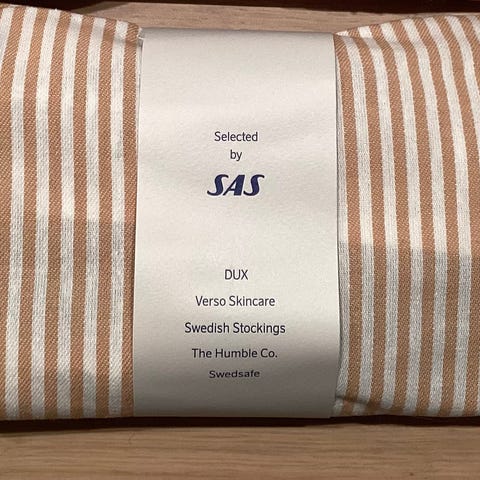 Selected
by
SAS
DUX
Verso Skincare
Swedish Stockings
The Humble Co.
Swedsafe